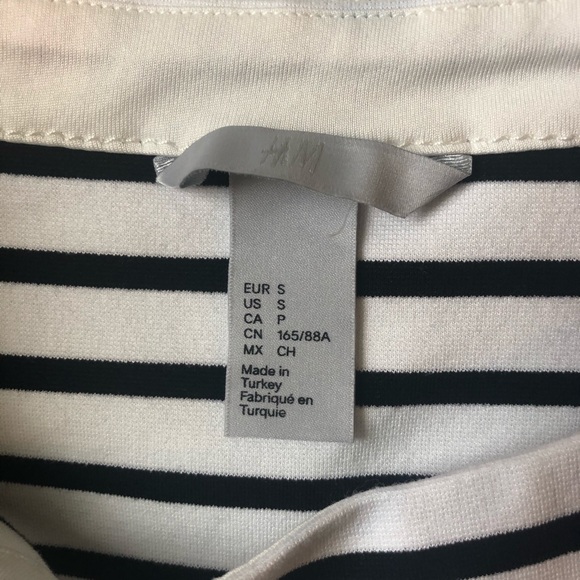 H&M
EUR S
US S
CA P
CN 165/88A
MX CH
Made in
Turkey
Fabriqué en
Turquie